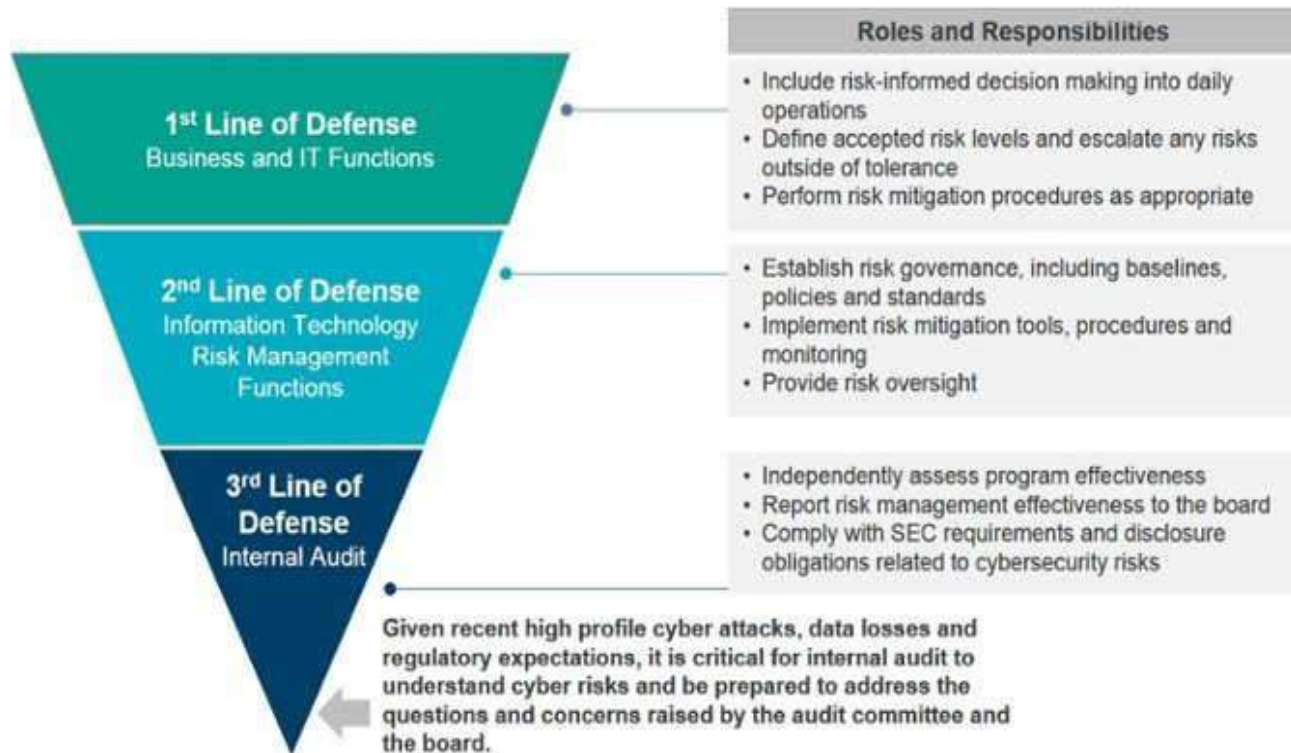 Roles and Responsibilities
1st Line of Defense
Business and IT Functions
• Include risk-informed decision making into daily
operations
• Define accepted risk levels and escalate any risks
outside of tolerance
• Perform risk mitigation procedures as appropriate
2nd Line of Defense
Information Technology
Risk Management
Functions
• Establish risk governance, including baselines,
policies and standards
• Implement risk mitigation tools, procedures and
monitoring
• Provide risk oversight
3rd Line of
Defense
Internal Audit
• Independently assess program effectiveness
• Report risk management effectiveness to the board
• Comply with SEC requirements and disclosure
obligations related to cybersecurity risks
Given recent high profile cyber attacks, data losses and
regulatory expectations, it is critical for internal audit to
understand cyber risks and be prepared to address the
questions and concerns raised by the audit committee and
the board.